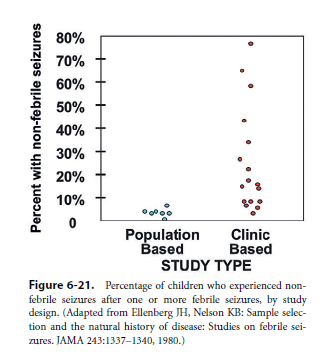 Percent with non-febrile seizures
80%
70%
60%
50%
40%
30%
20%
10%
0
Population Based
Clinic Based
STUDY TYPE
Figure 6-21. Percentage of children who experienced non-
febrile seizures after one or more febrile seizures, by study
design. (Adapted from Ellenberg JH, Nelson KB: Sample selec-
tion and the natural history of disease: Studies on febrile sei-
zures. JAMA 243:1337–1340, 1980.)